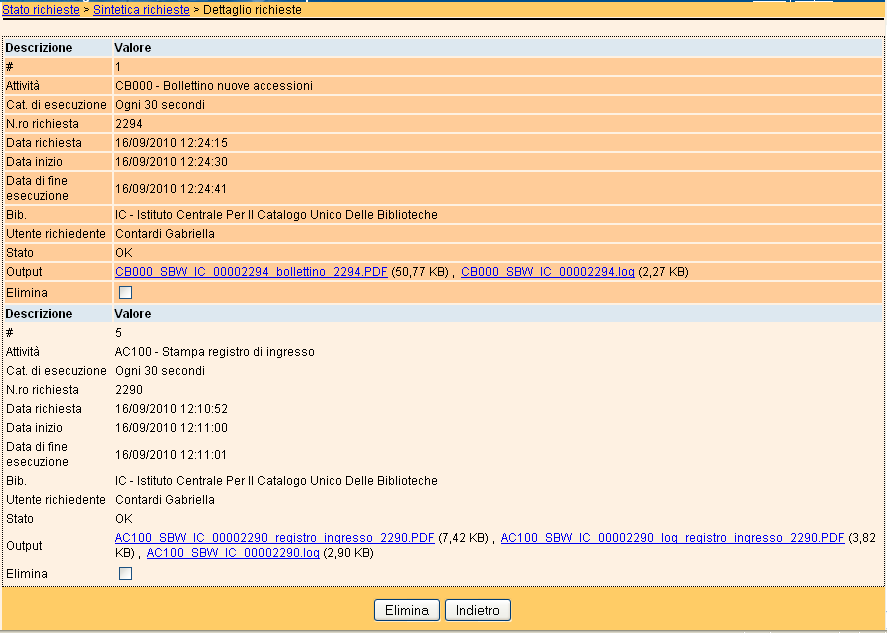 Stato richieste > Sintetica richieste > Dettaglio richieste
Descrizione Valore
# 1
Attività CB000 - Bollettino nuove accessioni
Cat. di esecuzione Ogni 30 secondi
N.ro richiesta 2294
Data richiesta 16/09/2010 12:24:15
Data inizio 16/09/2010 12:24:30
Data di fine esecuzione 16/09/2010 12:24:41
Bib. IC - Istituto Centrale Per Il Catalogo Unico Delle Biblioteche
Utente richiedente Contardi Gabriella
Stato OK
Output CB000_SBW_IC_00002294_bollettino_2294.PDF (50,77 KB) , CB000_SBW_IC_00002294.log (2,27 KB)
Elimina
Descrizione Valore
# 5
Attività AC100 - Stampa registro di ingresso
Cat. di esecuzione Ogni 30 secondi
N.ro richiesta 2290
Data richiesta 16/09/2010 12:10:52
Data inizio 16/09/2010 12:11:00
Data di fine esecuzione 16/09/2010 12:11:01
Bib. IC - Istituto Centrale Per Il Catalogo Unico Delle Biblioteche
Utente richiedente Contardi Gabriella
Stato OK
Output AC100_SBW_IC_00002290_registro_ingresso_2290.PDF (7,42 KB) , AC100_SBW_IC_00002290_log_registro_ingresso_2290.PDF (3,82
KB) , AC100_SBW_IC_00002290.log (2,90 KB)
Elimina
Elimina Indietro